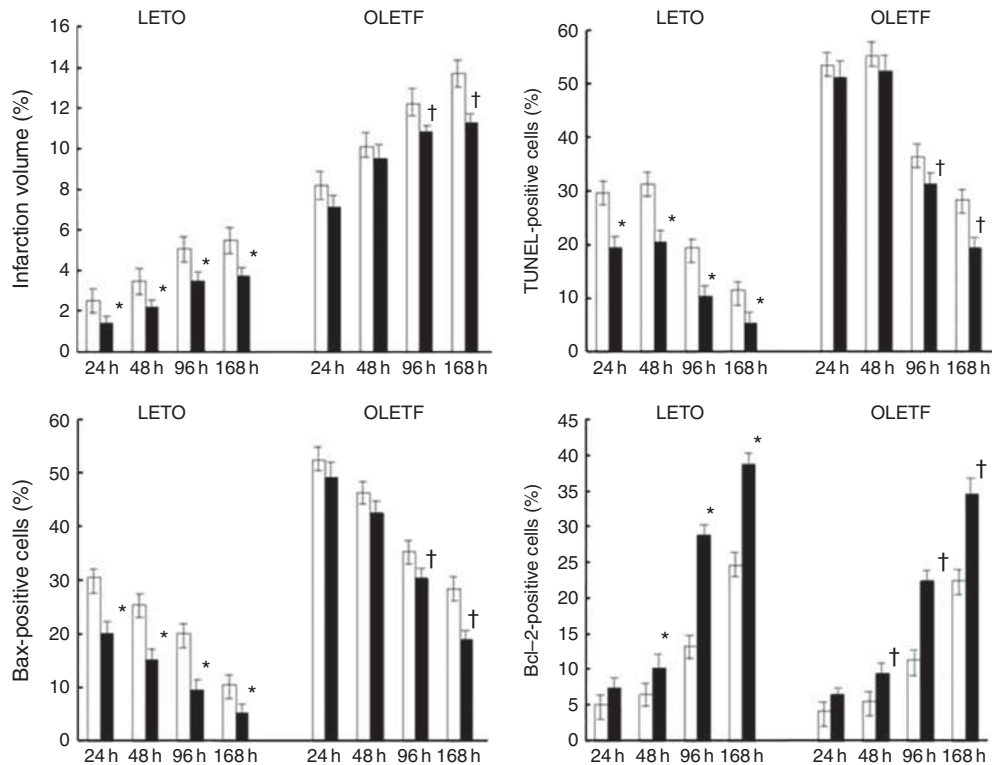 LETO OLETF
Infarction volume (%)
16
14
12
10
8
6
4
2
0
* * * * † †
24 h 48 h 96 h 168 h 24 h 48 h 96 h 168 h
LETO OLETF
TUNEL-positive cells (%)
60
50
40
30
20
10
0
* * * * † †
24 h 48 h 96 h 168 h 24 h 48 h 96 h 168 h
LETO OLETF
Bax-positive cells (%)
60
50
40
30
20
10
0
* * * * † †
24 h 48 h 96 h 168 h 24 h 48 h 96 h 168 h
LETO OLETF
Bcl–2-positive cells (%)
45
40
35
30
25
20
15
10
5
0
* * * † † †
24 h 48 h 96 h 168 h 24 h 48 h 96 h 168 h